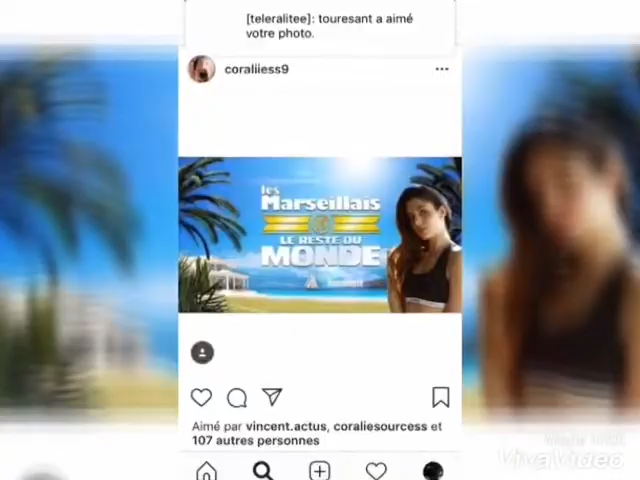 [teleralitee]: touresant a aimé
votre photo.
coraliiess9
les
Marseillais
LE RESTE DU
MONDE
Aimé par vincent.actus, coraliesourcess et
107 autres personnes
VivaVideo